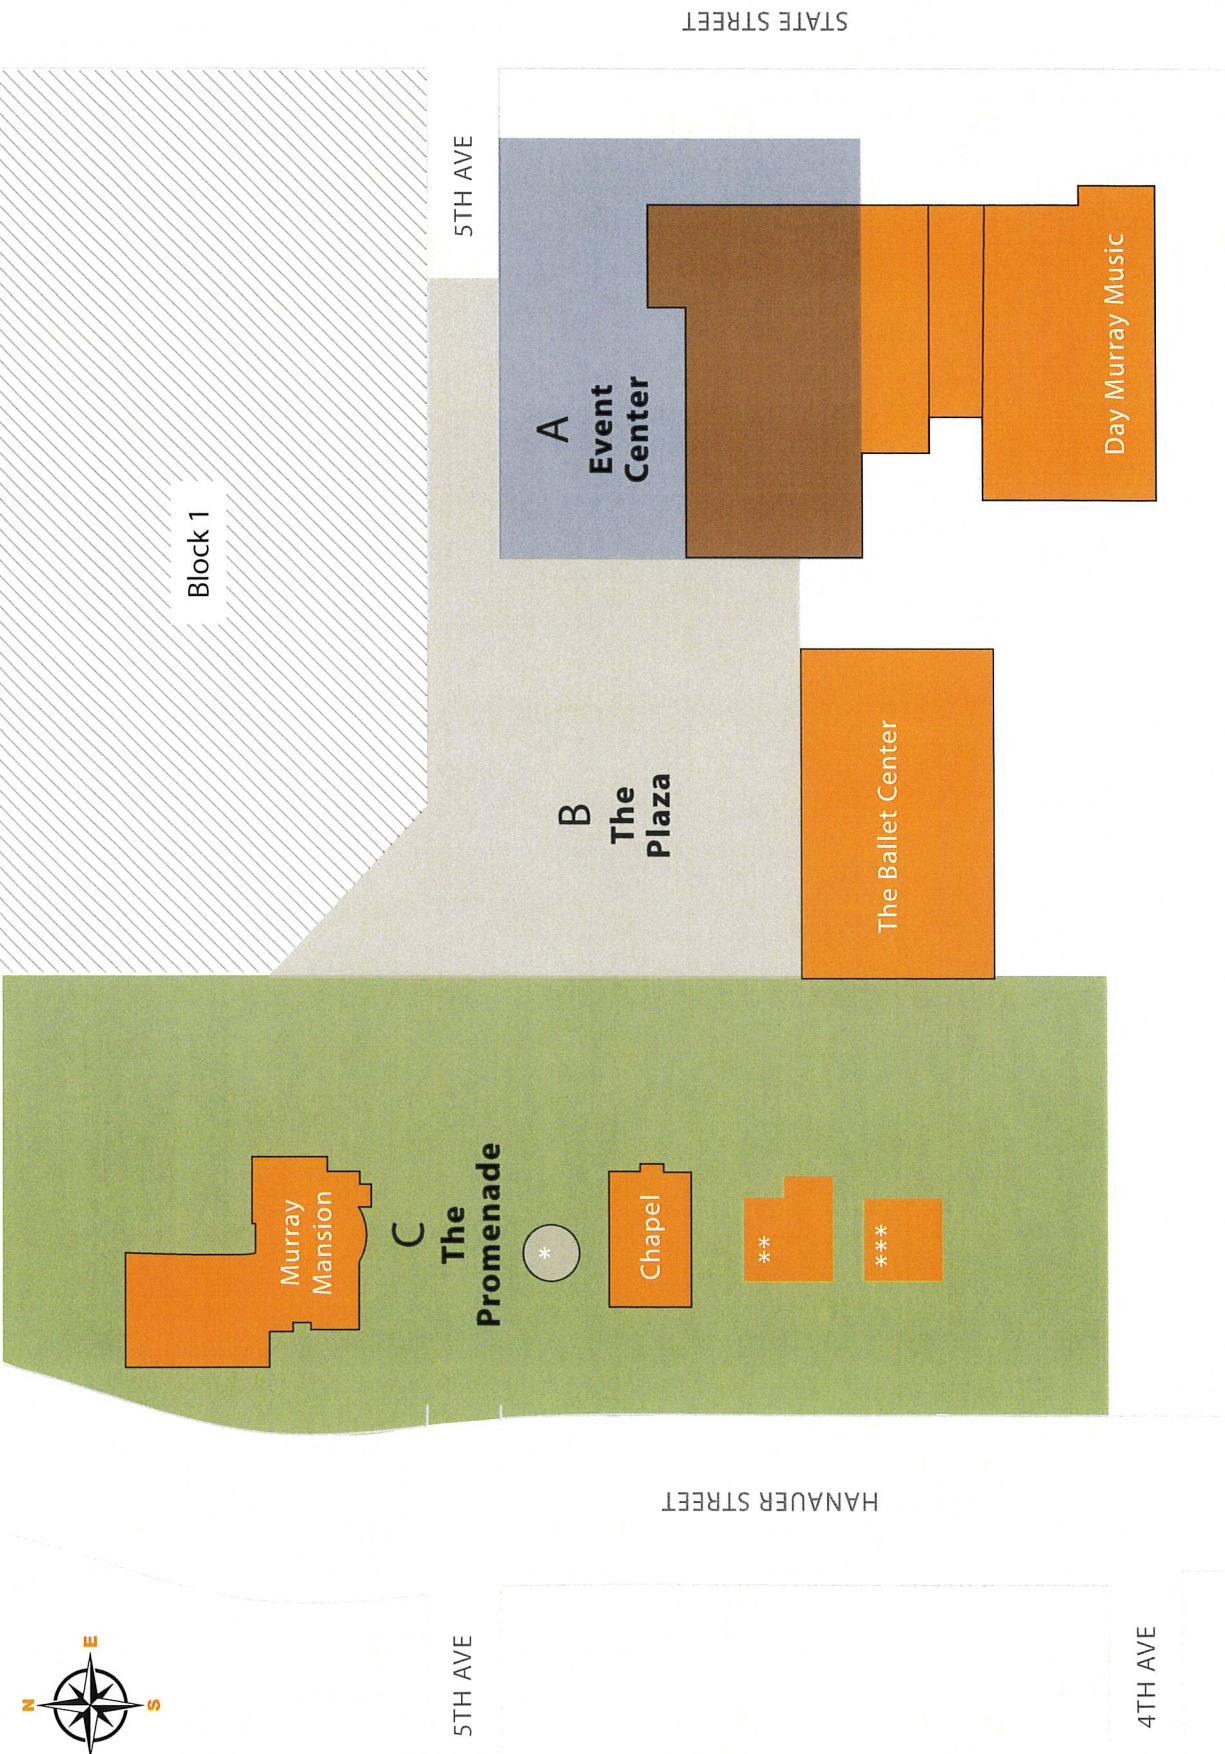 STATE STREET
5TH AVE
Block 1
A
Event
Center
Day Murray Music
B
The
Plaza
The Ballet Center
Murray
Mansion
C
The
Promenade
*
Chapel
**
***
HANAUER STREET
N
E
S
5TH AVE
4TH AVE